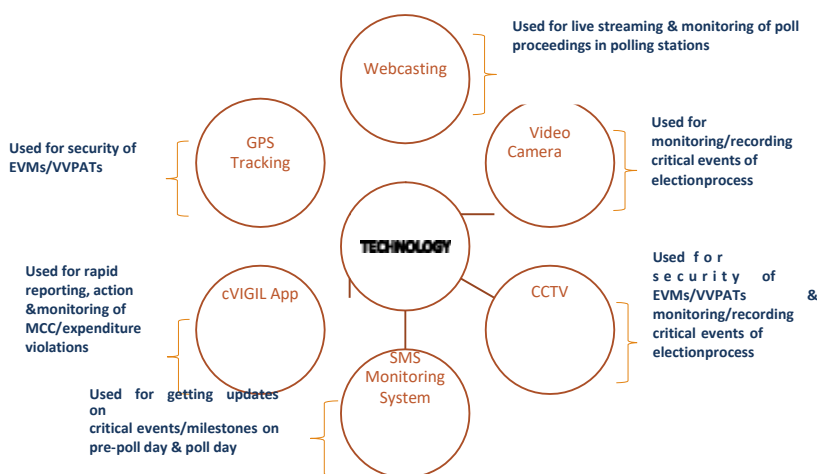 Used for live streaming & monitoring of poll
proceedings in polling stations
Webcasting
Used for
monitoring/recording
critical events of
electionprocess
Video
Camera
GPS
Tracking
Used for security of
EVMs/VVPATs
TECHNOLOGY
Used for
security of
EVMs/VVPATs &
monitoring/recording
critical events of
electionprocess
CCTV
Used for rapid
reporting, action
&monitoring of
MCC/expenditure
violations
cVIGIL App
SMS
Monitoring
System
Used for getting updates
on
critical events/milestones on
pre-poll day & poll day